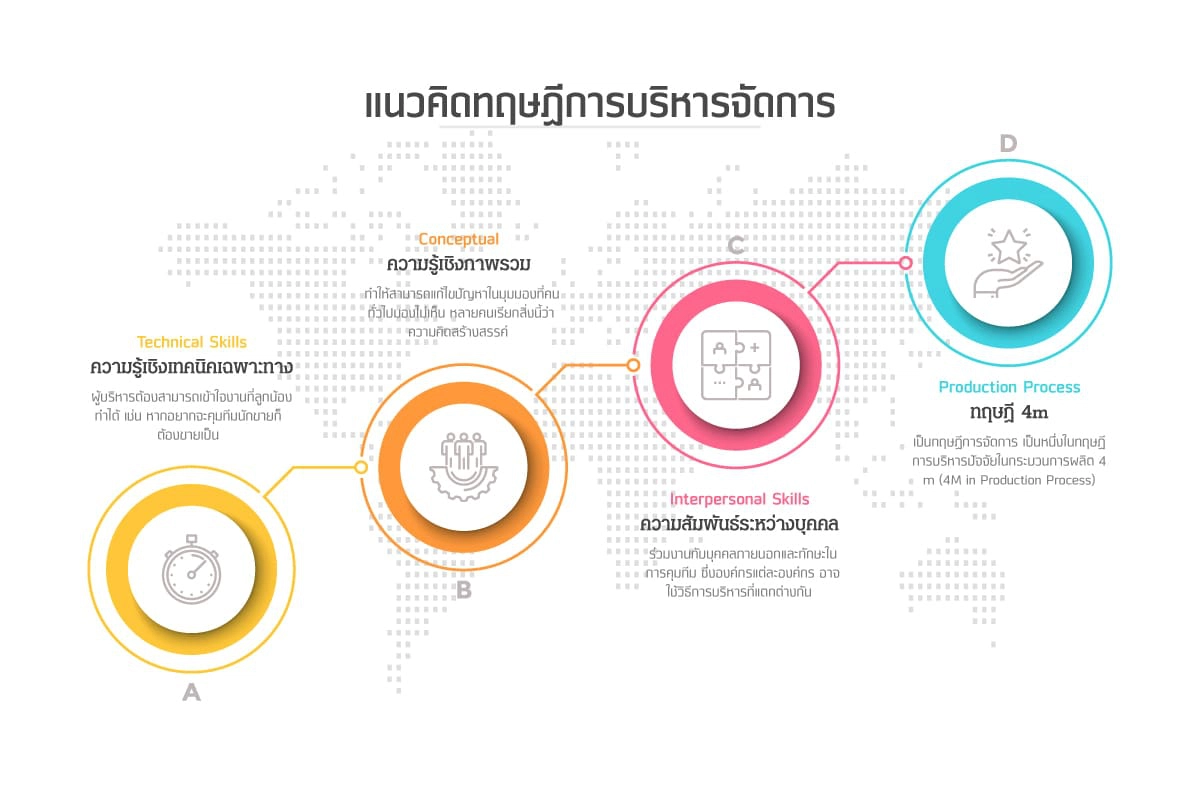 แนวคิดทฤษฎีการบริหารจัดการ
Technical Skills
ความรู้เชิงเทคนิคเฉพาะทาง
ผู้บริหารต้องสามารถเข้าใจงานที่ลูกน้อง
ทำได้ เช่น หากอยากจะคุมทีมนักขายก็
ต้องขายเป็น
A
Conceptual
ความรู้เชิงภาพรวม
ทำให้สามารถแก้ไขปัญหาในมุมมองที่คน
ทั่วไปมองไม่เห็น หลายคนเรียกสิ่งนี้ว่า
ความคิดสร้างสรรค์
B
C
Interpersonal Skills
ความสัมพันธ์ระหว่างบุคคล
ร่วมงานกับบุคคลภายนอกและทักษะใน
การคุมทีม ซึ่งองค์กรแต่ละองค์กร อาจ
ใช้วิธีการบริหารที่แตกต่างกัน
D
Production Process
ทฤษฎี 4m
เป็นทฤษฎีการจัดการ เป็นหนึ่งในทฤษฎี
การบริหารปัจจัยในกระบวนการผลิต 4
m (4M in Production Process)